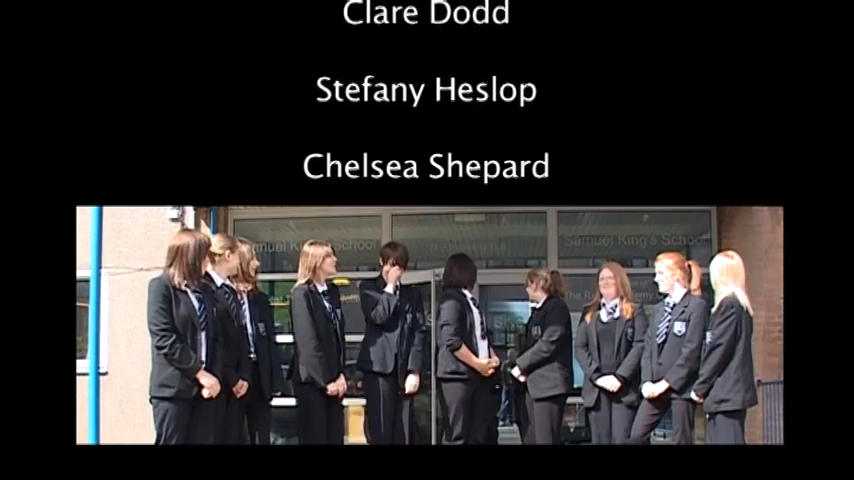 Clare Dodd
Stefany Heslop
Chelsea Shepard
Samuel King's School
Samuel King's School